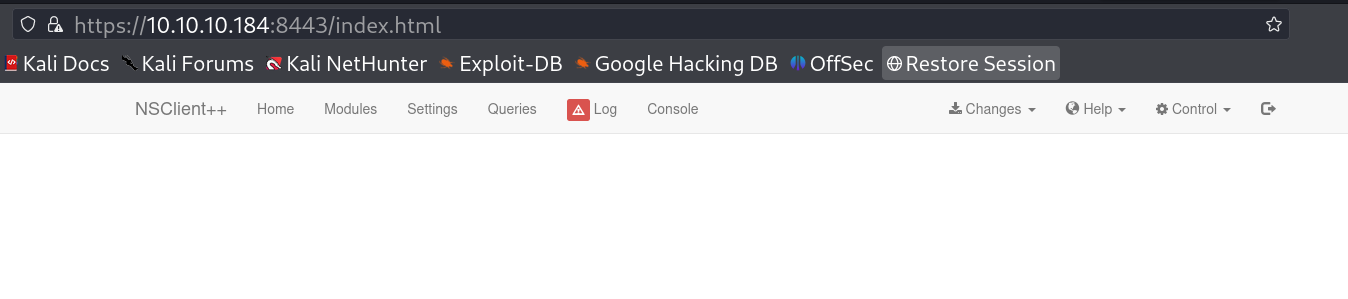 https://10.10.10.184:8443/index.html
Kali Docs Kali Forums Kali NetHunter Exploit-DB Google Hacking DB OffSec Restore Session
NSClient++ Home Modules Settings Queries Log Console Changes Help Control